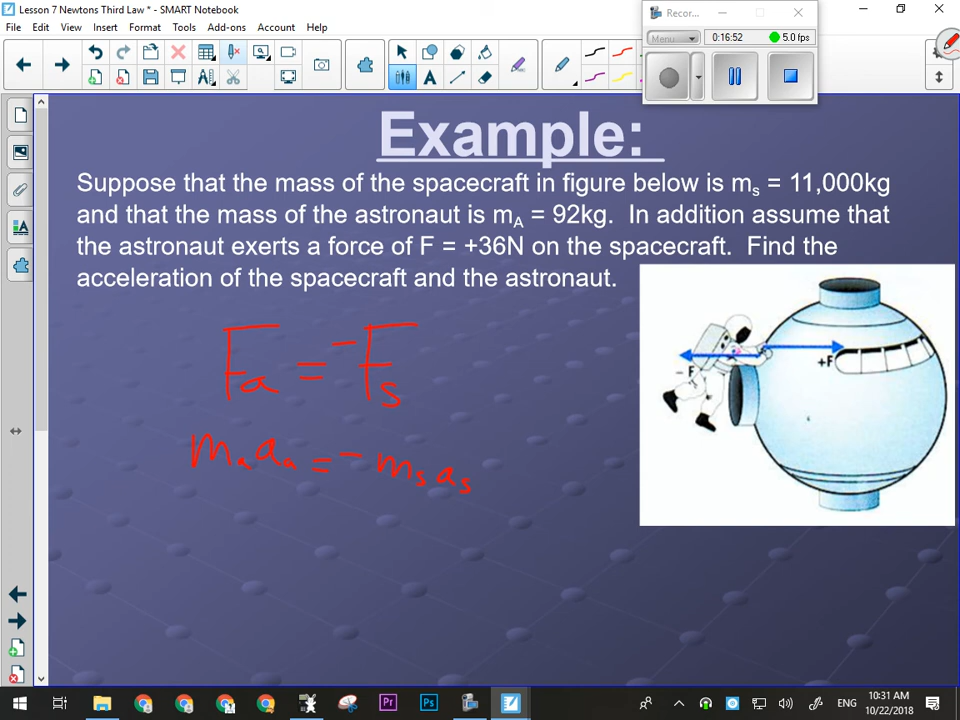 Lesson 7 Newtons Third Law * - SMART Notebook
Recor...
File Edit View Insert Format Tools Add-ons Account Help
Menu 0:16:52 5.0 fps
Example:
Suppose that the mass of the spacecraft in figure below is mₛ = 11,000kg
and that the mass of the astronaut is m_A = 92kg. In addition assume that
the astronaut exerts a force of F = +36N on the spacecraft. Find the
acceleration of the spacecraft and the astronaut.
Fa = -Fs
maaa = - msas
- F
+F
Pr Ps
ENG
10:31 AM
10/22/2018